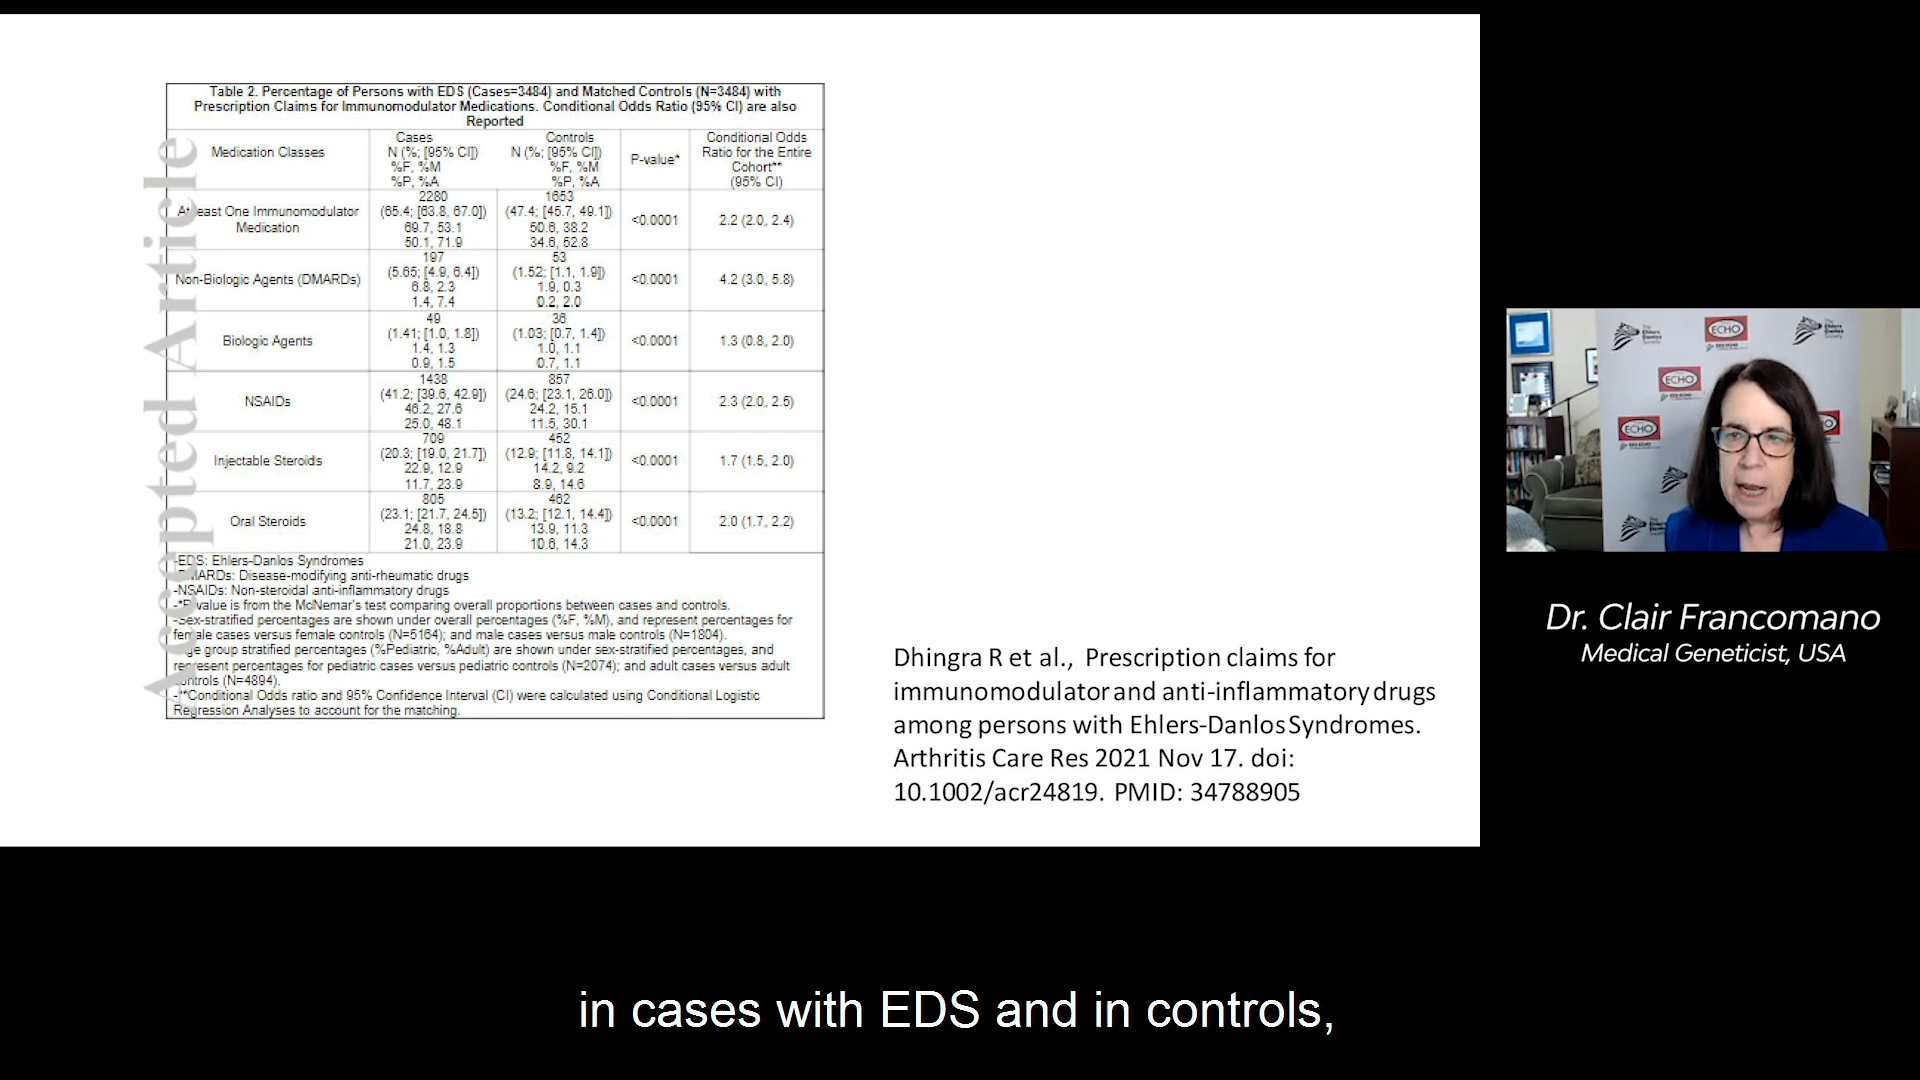 Table 2. Percentage of Persons with EDS (Cases=3484) and Matched Controls (N=3484) with
Prescription Claims for Immunomodulator Medications. Conditional Odds Ratio (95% CI) are also
Reported
Medication Classes
Cases
N (%; [95% CI])
%F, %M
%P, %A
Controls
N (%; [95% CI])
%F, %M
%P, %A
P-value*
Conditional Odds
Ratio for the Entire
Cohort**
(95% CI)
At least One Immunomodulator
Medication
2280
(65.4; [63.8, 67.0])
69.7, 53.1
50.1, 71.9
1653
(47.4; [45.7, 49.1])
50.6, 38.2
34.6, 52.8
<0.0001
2.2 (2.0, 2.4)
Non-Biologic Agents (DMARDs)
197
(5.65; [4.9, 6.4])
6.8, 2.3
1.4, 7.4
53
(1.52; [1.1, 1.9])
1.9, 0.3
0.2, 2.0
<0.0001
4.2 (3.0, 5.8)
Biologic Agents
49
(1.41; [1.0, 1.8])
1.4, 1.3
0.9, 1.5
36
(1.03; [0.7, 1.4])
1.0, 1.1
0.7, 1.1
<0.0001
1.3 (0.8, 2.0)
NSAIDs
1438
(41.2; [39.6, 42.9])
46.2, 27.6
25.0, 48.1
857
(24.6; [23.1, 26.0])
24.2, 15.1
11.5, 30.1
<0.0001
2.3 (2.0, 2.5)
Injectable Steroids
709
(20.3; [19.0, 21.7])
22.9, 12.9
11.7, 23.9
452
(12.9; [11.8, 14.1])
14.2, 9.2
8.9, 14.6
<0.0001
1.7 (1.5, 2.0)
Oral Steroids
805
(23.1; [21.7, 24.5])
24.8, 18.8
21.0, 23.9
462
(13.2; [12.1, 14.4])
13.9, 11.3
10.6, 14.3
<0.0001
2.0 (1.7, 2.2)
-EDS: Ehlers-Danlos Syndromes
-DMARDs: Disease-modifying anti-rheumatic drugs
-NSAIDs: Non-steroidal anti-inflammatory drugs
-*P-value is from the McNemar's test comparing overall proportions between cases and controls.
-Sex-stratified percentages are shown under overall percentages (%F, %M), and represent percentages for
female cases versus female controls (N=5164); and male cases versus male controls (N=1804).
-Age group stratified percentages (%Pediatric, %Adult) are shown under sex-stratified percentages, and
represent percentages for pediatric cases versus pediatric controls (N=2074); and adult cases versus adult
controls (N=4894).
-**Conditional Odds ratio and 95% Confidence Interval (CI) were calculated using Conditional Logistic
Regression Analyses to account for the matching.
Accepted Article
Dhingra R et al., Prescription claims for
immunomodulator and anti-inflammatory drugs
among persons with Ehlers-Danlos Syndromes.
Arthritis Care Res 2021 Nov 17. doi:
10.1002/acr24819. PMID: 34788905
The
Ehlers
Danlos
Society
ECHO
EDS ECHO
ECHO
ECHO
Dr. Clair Francomano
Medical Geneticist, USA
in cases with EDS and in controls,